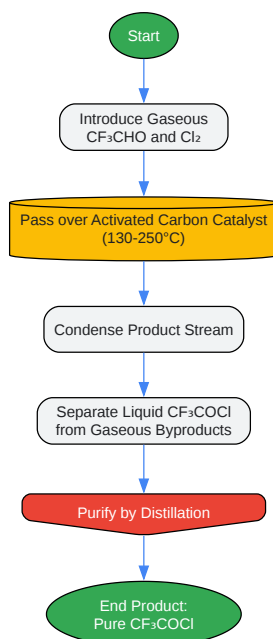 Start
Introduce Gaseous
CF₃CHO and Cl₂
Pass over Activated Carbon Catalyst
(130-250°C)
Condense Product Stream
Separate Liquid CF₃COCl
from Gaseous Byproducts
Purify by Distillation
End Product:
Pure CF₃COCl